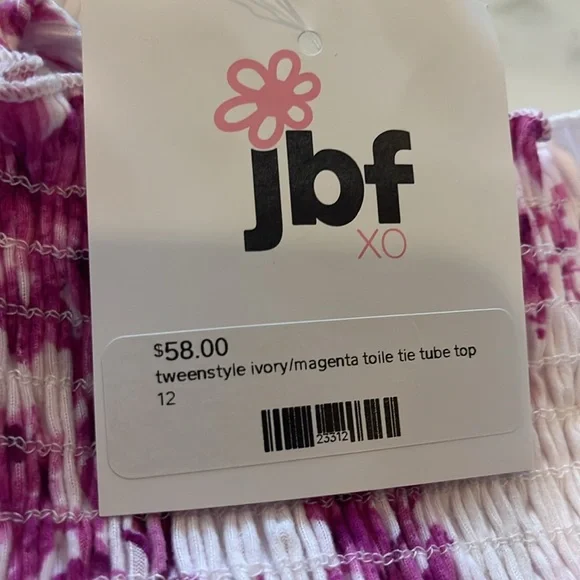 jbf
XO
$58.00
tweenstyle ivory/magenta toile tie tube top
12
23312